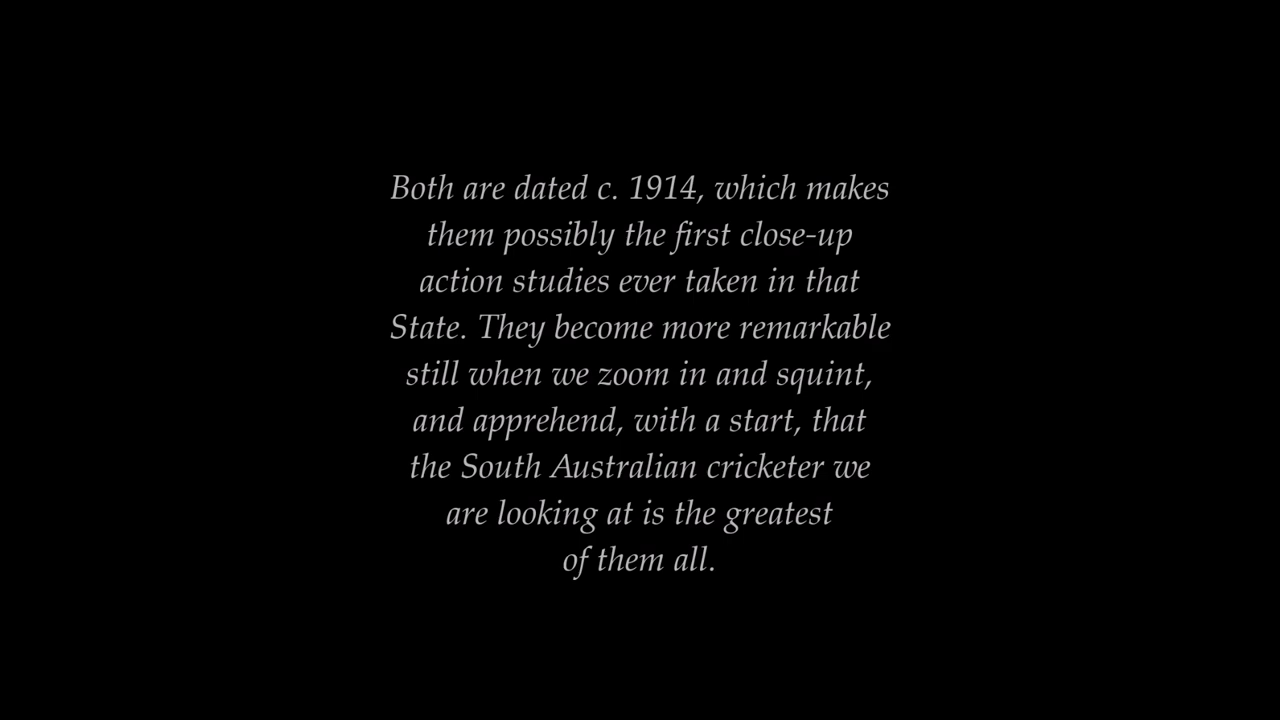 Both are dated c. 1914, which makes
them possibly the first close-up
action studies ever taken in that
State. They become more remarkable
still when we zoom in and squint,
and apprehend, with a start, that
the South Australian cricketer we
are looking at is the greatest
of them all.